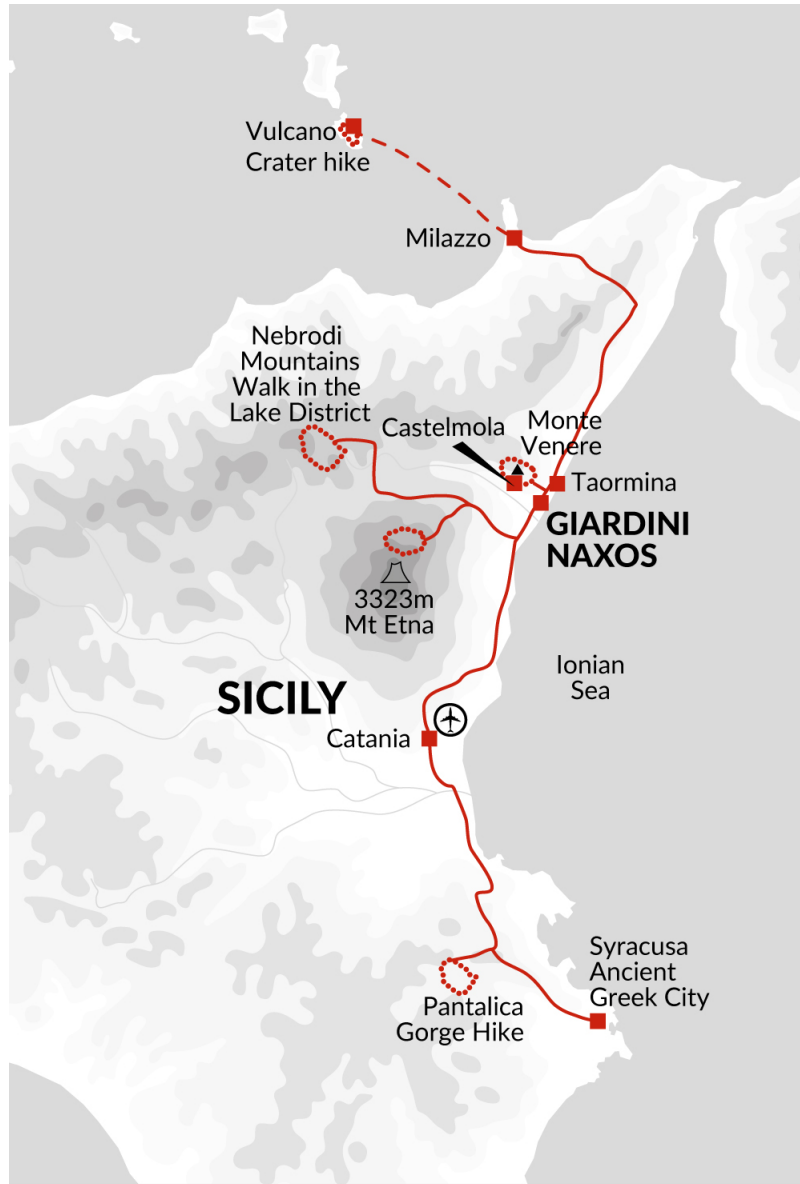 Vulcano
Crater hike
Milazzo
Nebrodi
Mountains
Walk in the
Lake District
Castelmola
Monte
Venere
Taormina
GIARDINI
NAXOS
3323m
Mt Etna
Ionian
Sea
SICILY
Catania
Syracusa
Ancient
Greek City
Pantalica
Gorge Hike